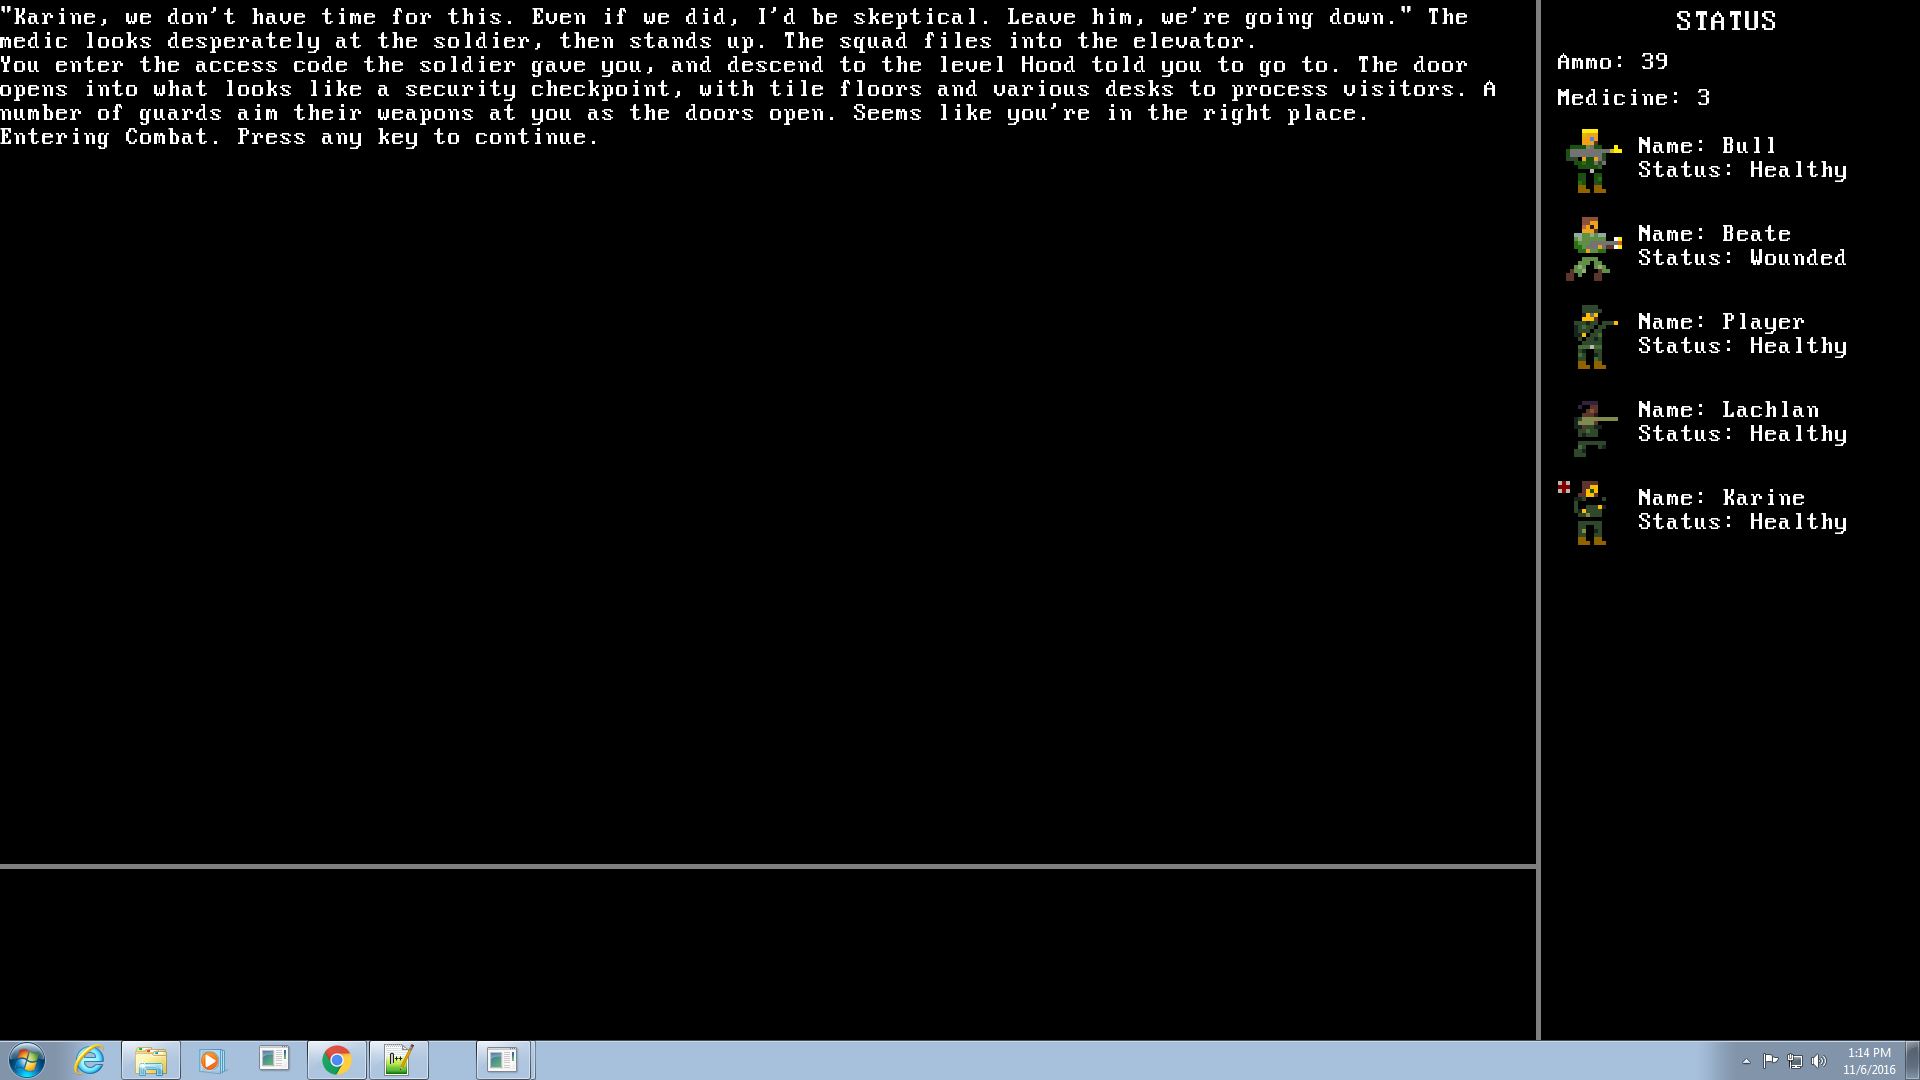 "Karine, we don't have time for this. Even if we did, I'd be skeptical. Leave him, we're going down." The
medic looks desperately at the soldier, then stands up. The squad files into the elevator.
You enter the access code the soldier gave you, and descend to the level Hood told you to go to. The door
opens into what looks like a security checkpoint, with tile floors and various desks to process visitors. A
number of guards aim their weapons at you as the doors open. Seems like you're in the right place.
Entering Combat. Press any key to continue.
STATUS
Ammo: 39
Medicine: 3
Name: Bull
Status: Healthy
Name: Beate
Status: Wounded
Name: Player
Status: Healthy
Name: Lachlan
Status: Healthy
Name: Karine
Status: Healthy
1:14 PM
11/6/2016